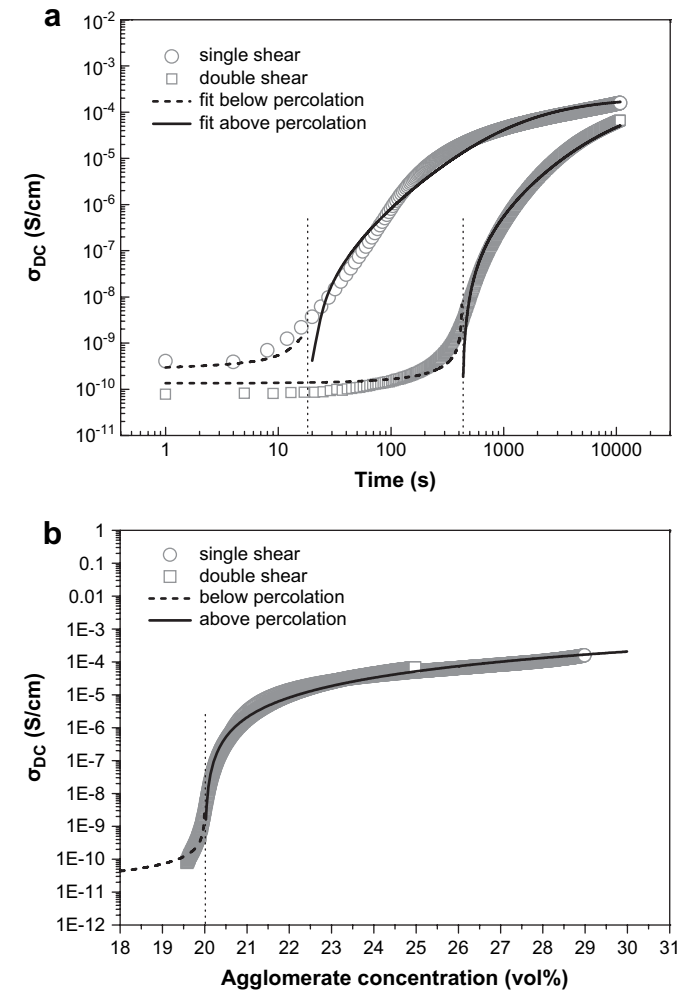 a
10-2
10-3
10-4
10-5
10-6
10-7
10-8
10-9
10-10
10-11
σDC (S/cm)
single shear
double shear
fit below percolation
fit above percolation
1 10 100 1000 10000
Time (s)
b
1
0.1
0.01
1E-3
1E-4
1E-5
1E-6
1E-7
1E-8
1E-9
1E-10
1E-11
1E-12
σDC (S/cm)
single shear
double shear
below percolation
above percolation
18 19 20 21 22 23 24 25 26 27 28 29 30 31
Agglomerate concentration (vol%)